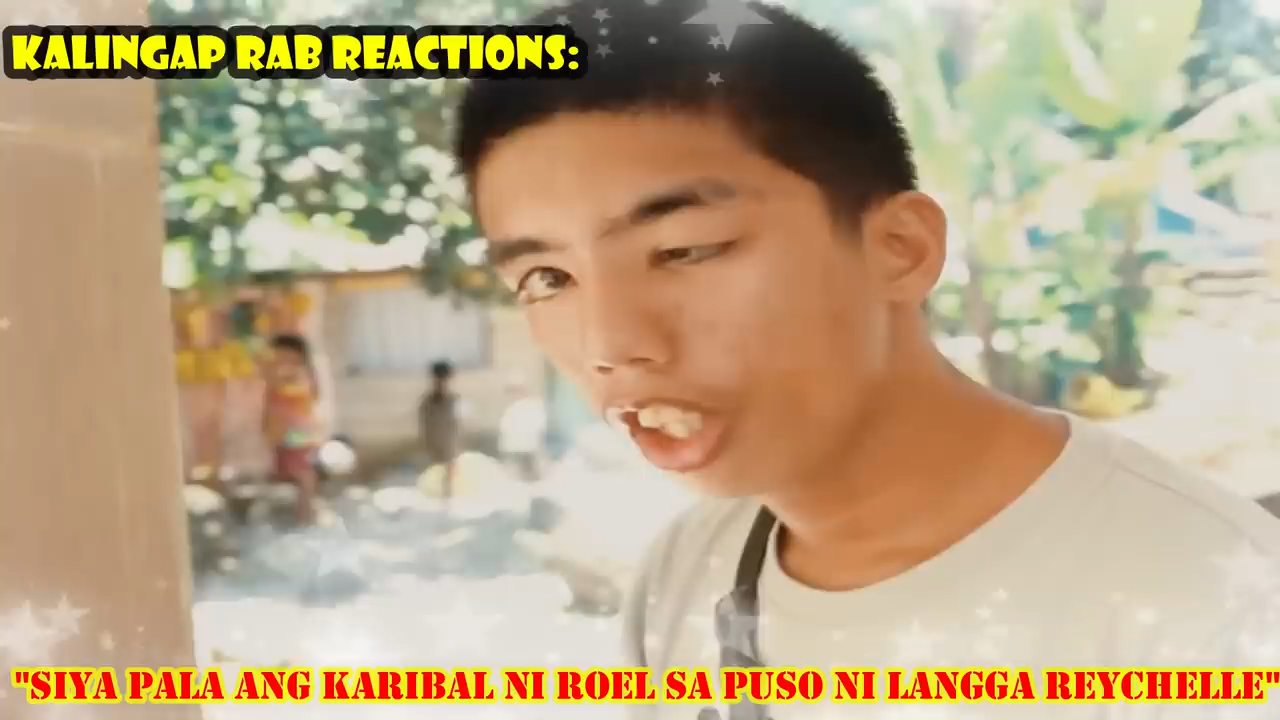 KALINGAP RAB REACTIONS:
"SIYA PALA ANG KARIBAL NI ROEL SA PUSO NI LANGGA REYCHELLE"